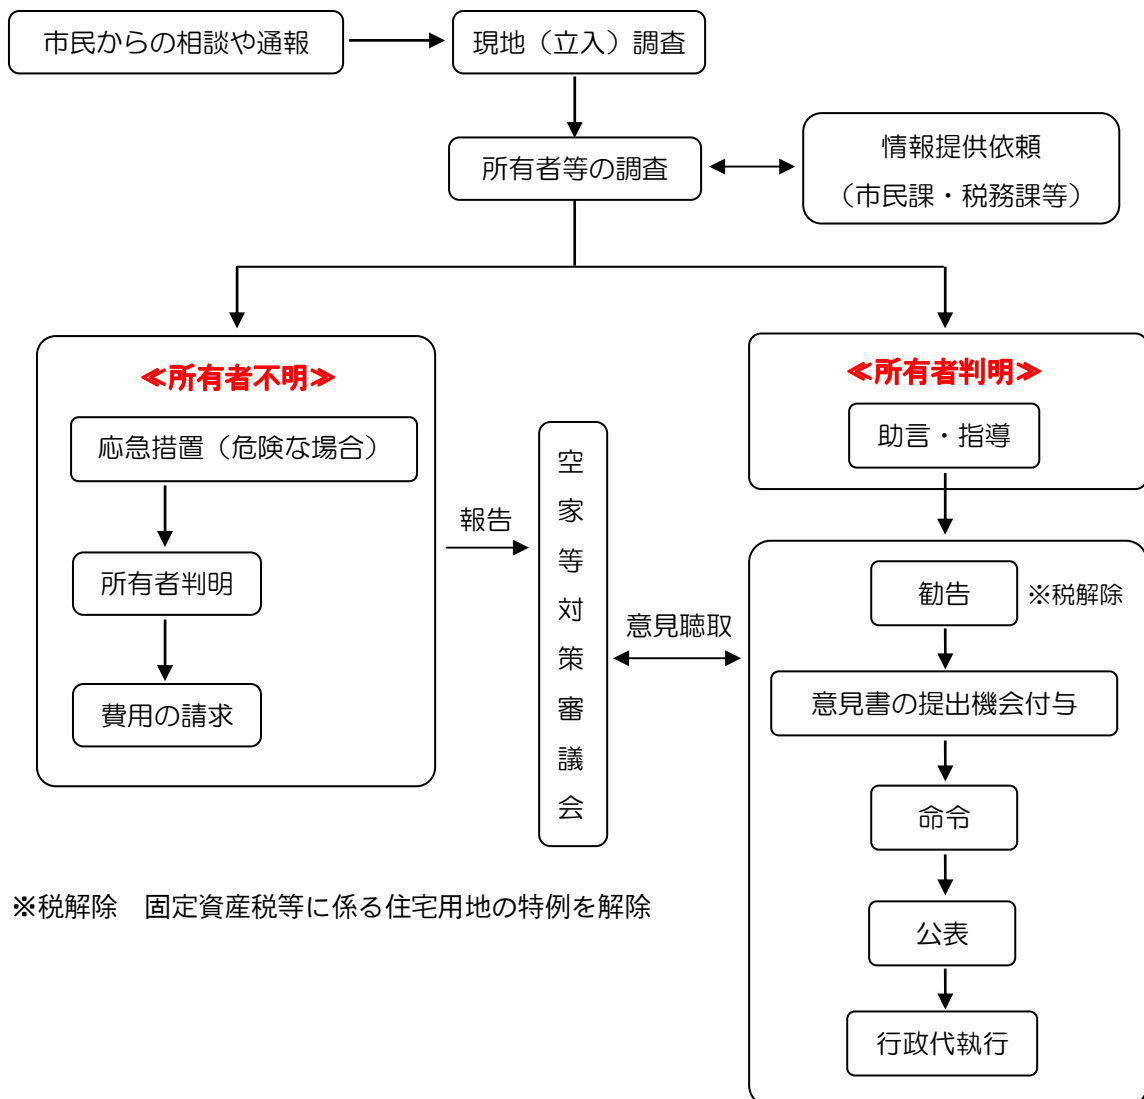 市民からの相談や通報
現地（立入）調査
所有者等の調査
情報提供依頼
（市民課・税務課等）
≪所有者不明≫
応急措置（危険な場合）
所有者判明
費用の請求
報告
空家等対策審議会
意見聴取
≪所有者判明≫
助言・指導
勧告
※税解除
意見書の提出機会付与
命令
公表
行政代執行
※税解除　固定資産税等に係る住宅用地の特例を解除